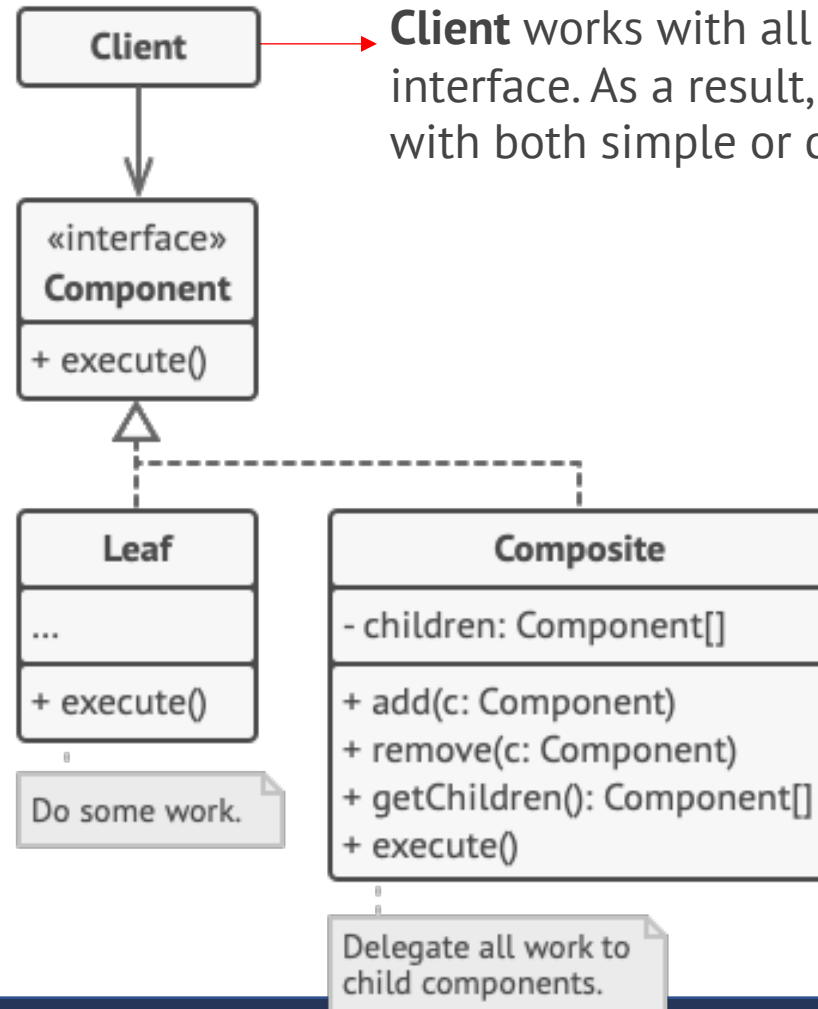 Client
Client works with all
interface. As a result,
with both simple or
«interface»
Component
+ execute()
Leaf
...
+ execute()
Do some work.
Composite
- children: Component[]
+ add(c: Component)
+ remove(c: Component)
+ getChildren(): Component[]
+ execute()
Delegate all work to
child components.